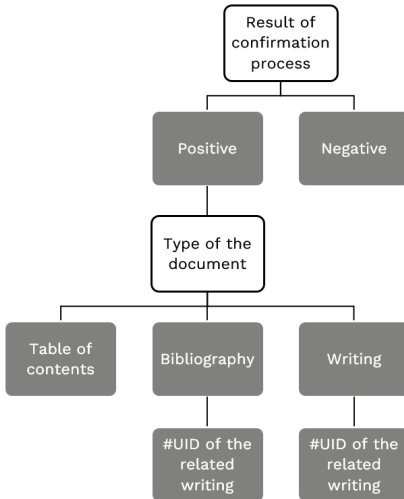 Result of
confirmation
process
Positive
Negative
Type of the
document
Table of
contents
Bibliography
Writing
#UID of the
related
writing
#UID of the
related
writing